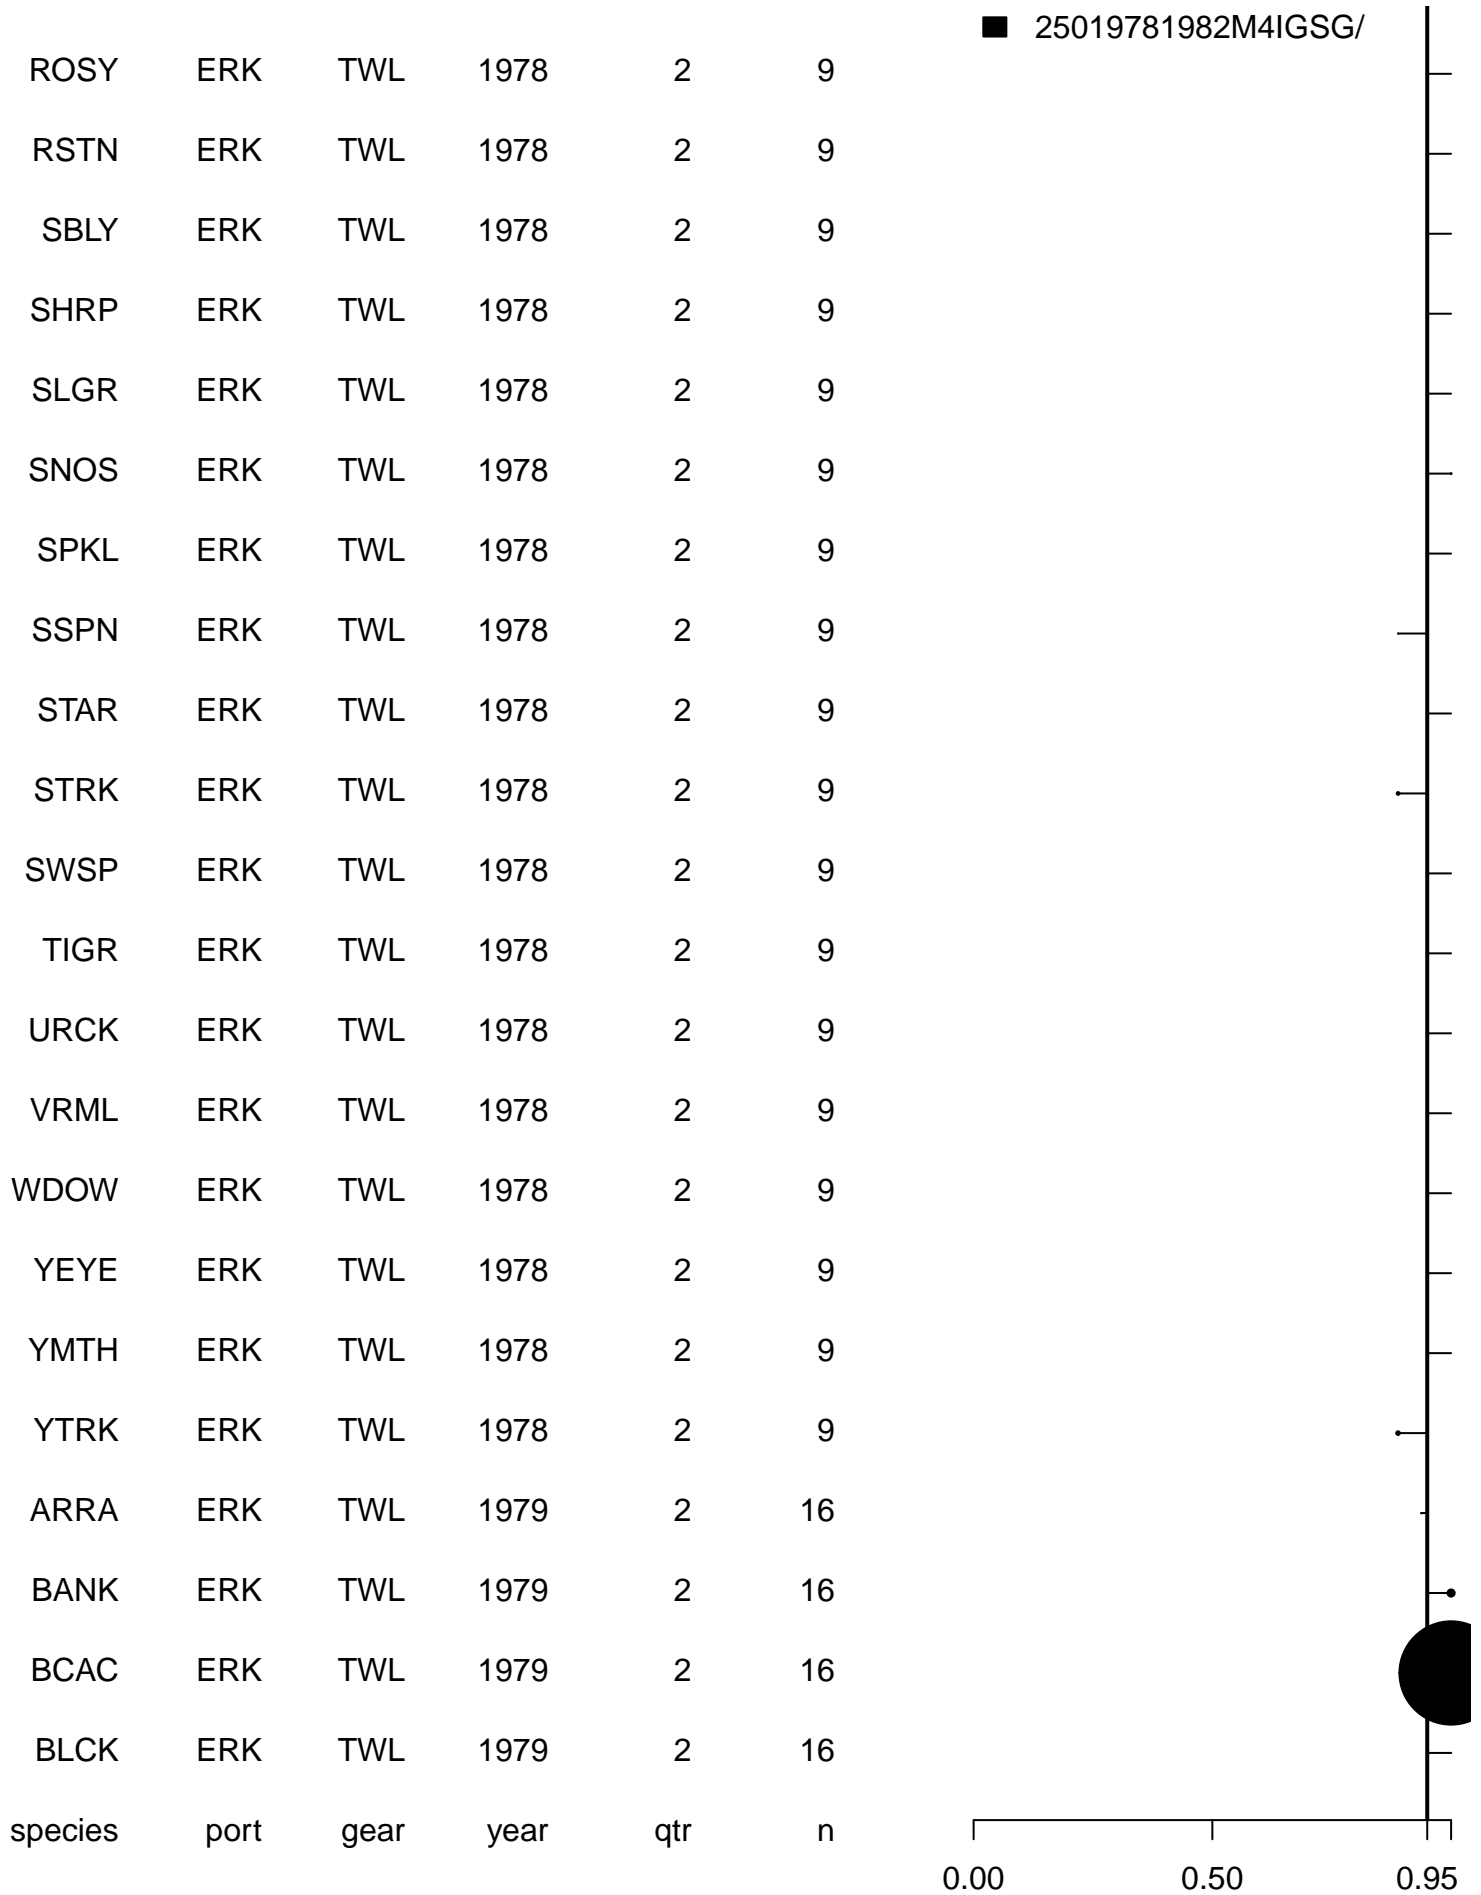 25019781982M4IGSG/
ROSY ERK TWL 1978 2 9
RSTN ERK TWL 1978 2 9
SBLY ERK TWL 1978 2 9
SHRP ERK TWL 1978 2 9
SLGR ERK TWL 1978 2 9
SNOS ERK TWL 1978 2 9
SPKL ERK TWL 1978 2 9
SSPN ERK TWL 1978 2 9
STAR ERK TWL 1978 2 9
STRK ERK TWL 1978 2 9
SWSP ERK TWL 1978 2 9
TIGR ERK TWL 1978 2 9
URCK ERK TWL 1978 2 9
VRML ERK TWL 1978 2 9
WDOW ERK TWL 1978 2 9
YEYE ERK TWL 1978 2 9
YMTH ERK TWL 1978 2 9
YTRK ERK TWL 1978 2 9
ARRA ERK TWL 1979 2 16
BANK ERK TWL 1979 2 16
BCAC ERK TWL 1979 2 16
BLCK ERK TWL 1979 2 16
species port gear year qtr n
0.00 0.50 0.95